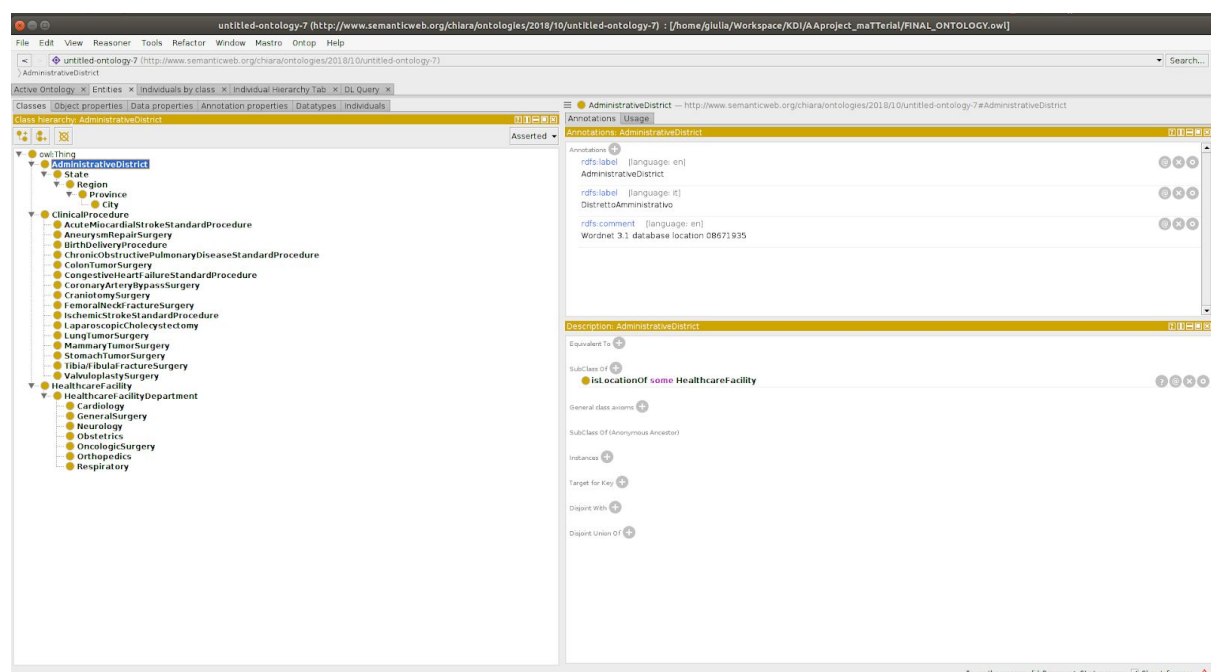 untitled-ontology-7 (http://www.semanticweb.org/chiara/ontologies/2018/10/untitled-ontology-7) : [/home/giulia/Workspace/KDI/AAproject_maTTerial/FINAL_ONTOLOGY.owl]
File Edit View Reasoner Tools Refactor Window Mastro Ontop Help
< > untitled-ontology-7 (http://www.semanticweb.org/chiara/ontologies/2018/10/untitled-ontology-7) Search...
AdministrativeDistrict
Active Ontology × Entities × Individuals by class × Individual Hierarchy Tab × DL Query ×
Classes Object properties Data properties Annotation properties Datatypes Individuals
Class hierarchy: AdministrativeDistrict
Asserted
owl:Thing
AdministrativeDistrict
State
Region
Province
City
ClinicalProcedure
AcuteMiocardialStrokeStandardProcedure
AneurysmRepairSurgery
BirthDeliveryProcedure
ChronicObstructivePulmonaryDiseaseStandardProcedure
ColonTumorSurgery
CongestiveHeartFailureStandardProcedure
CoronaryArteryBypassSurgery
CraniotomySurgery
FemoralNeckFractureSurgery
IschemicStrokeStandardProcedure
LaparoscopicCholecystectomy
LungTumorSurgery
MammaryTumorSurgery
StomachTumorSurgery
Tibia/FibulaFractureSurgery
ValvuloplastySurgery
HealthcareFacility
HealthcareFacilityDepartment
Cardiology
GeneralSurgery
Neurology
Obstetrics
OncologicSurgery
Orthopedics
Respiratory
AdministrativeDistrict — http://www.semanticweb.org/chiara/ontologies/2018/10/untitled-ontology-7#AdministrativeDistrict
Annotations Usage
Annotations: AdministrativeDistrict
Annotations
rdfs:label [language: en]
AdministrativeDistrict
rdfs:label [language: it]
DistrettoAmministrativo
rdfs:comment [language: en]
Wordnet 3.1 database location 08671935
Description: AdministrativeDistrict
Equivalent To
SubClass Of
isLocationOf some HealthcareFacility
General class axioms
SubClass Of (Anonymous Ancestor)
Instances
Target for Key
Disjoint With
Disjoint Union Of